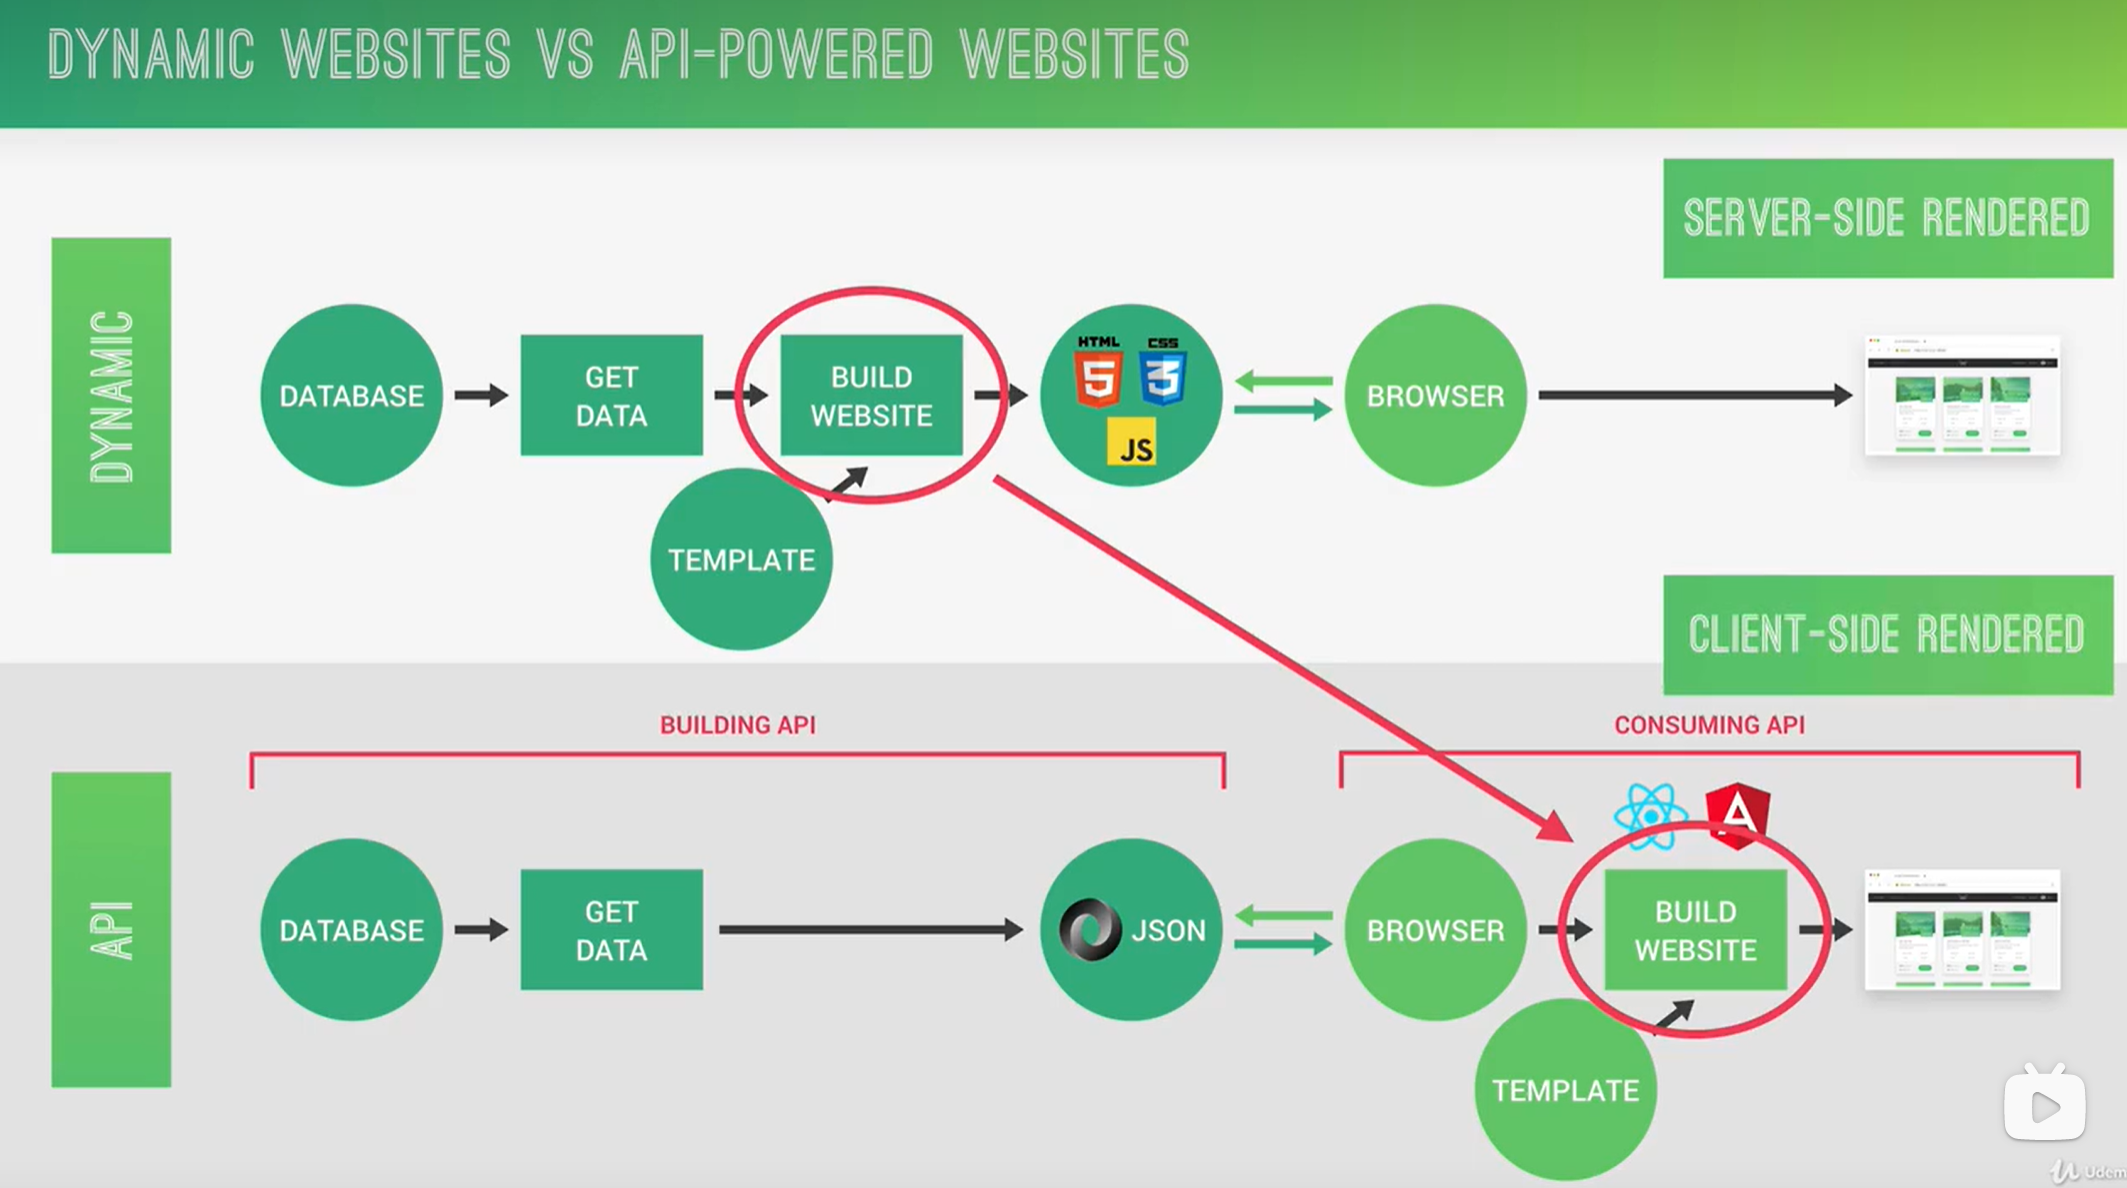 DYNAMIC WEBSITES VS API-POWERED WEBSITES
SERVER-SIDE RENDERED
DYNAMIC
DATABASE
GET
DATA
BUILD
WEBSITE
TEMPLATE
HTML
5
CSS
3
JS
BROWSER
CLIENT-SIDE RENDERED
BUILDING API
CONSUMING API
API
DATABASE
GET
DATA
JSON
BROWSER
A
BUILD
WEBSITE
TEMPLATE
Udem